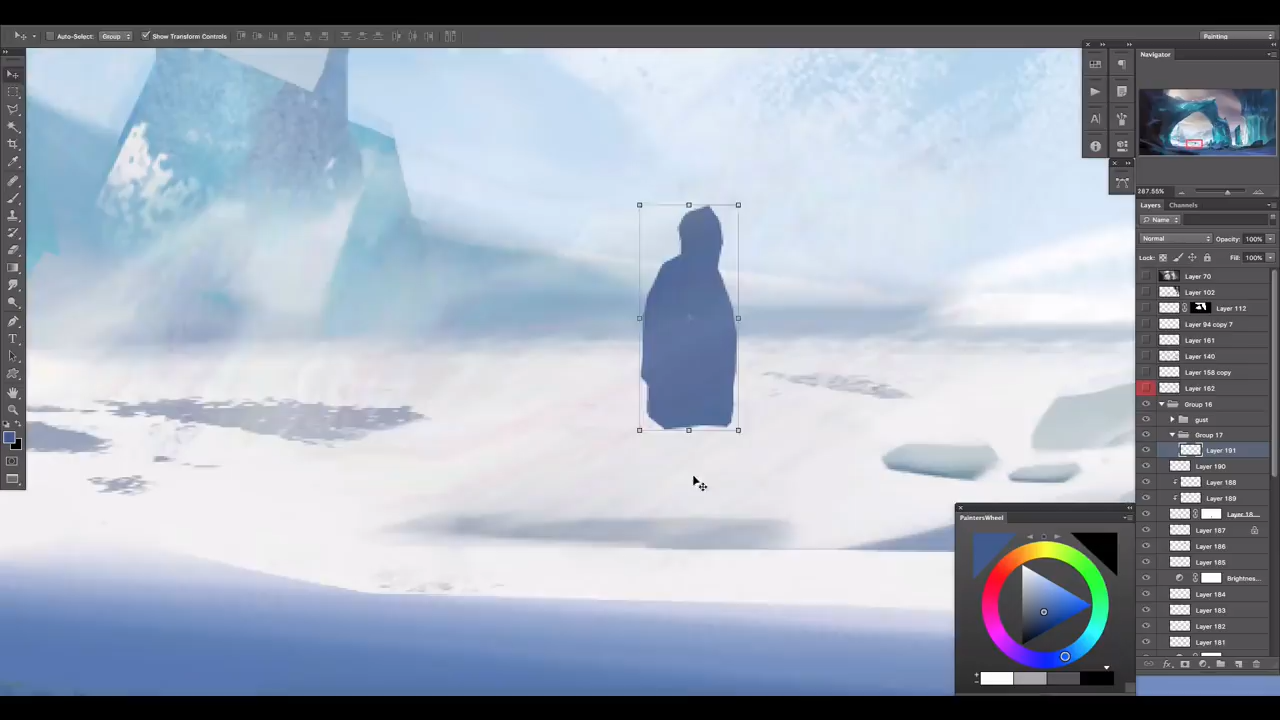 Auto-Select: Group Show Transform Controls Painting
Navigator
287.55%
Layers Channels
Name
Normal Opacity: 100%
Lock: Fill: 100%
Layer 70
Layer 102
Layer 112
Layer 94 copy 7
Layer 161
Layer 140
Layer 158 copy
Layer 162
Group 16
gust
Group 17
Layer 191
Layer 190
Layer 188
Layer 189
Layer 18...
Layer 187
Layer 186
Layer 185
Brightnes...
Layer 184
Layer 183
Layer 182
Layer 181
PaintersWheel